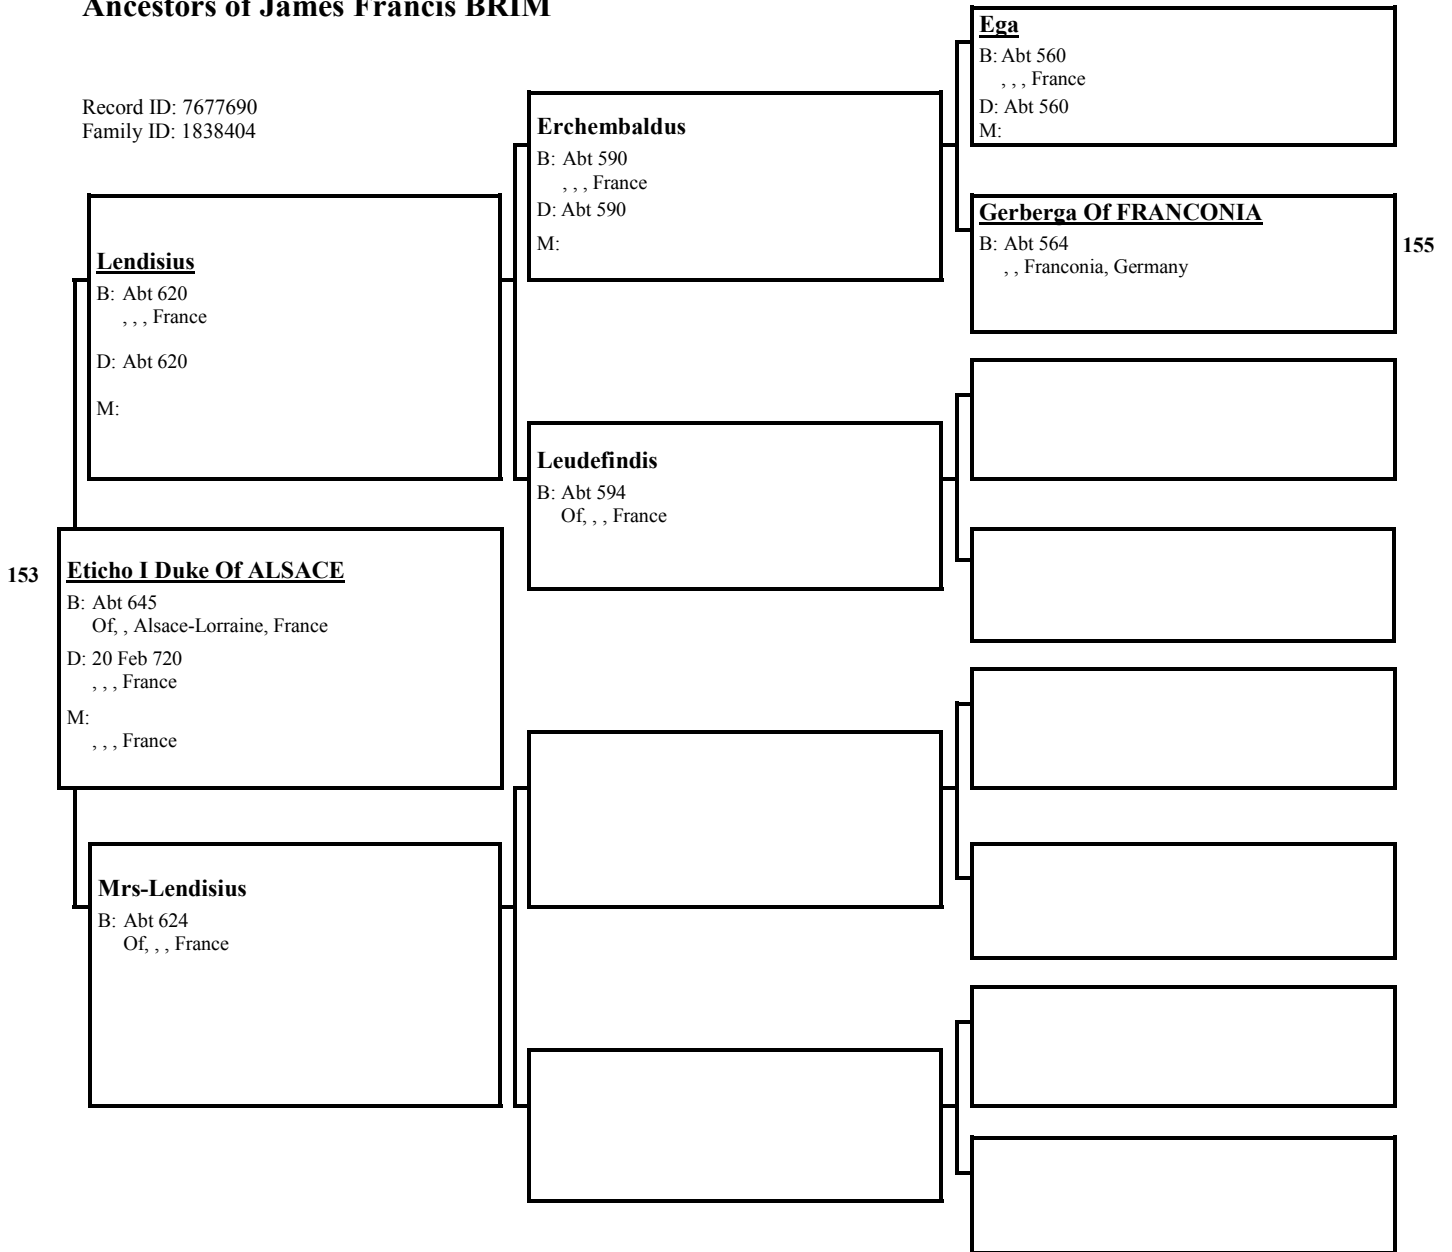 Ancestors of James Francis BRIM
Record ID: 7677690
Family ID: 1838404
Ega
B: Abt 560
, , , France
D: Abt 560
M:
Erchembaldus
B: Abt 590
, , , France
D: Abt 590
M:
Gerberga Of FRANCONIA
B: Abt 564
, , Franconia, Germany
155
Lendisius
B: Abt 620
, , , France
D: Abt 620
M:
Leudefindis
B: Abt 594
Of, , , France
153
Eticho I Duke Of ALSACE
B: Abt 645
Of, , Alsace-Lorraine, France
D: 20 Feb 720
, , , France
M:
, , , France
Mrs-Lendisius
B: Abt 624
Of, , , France